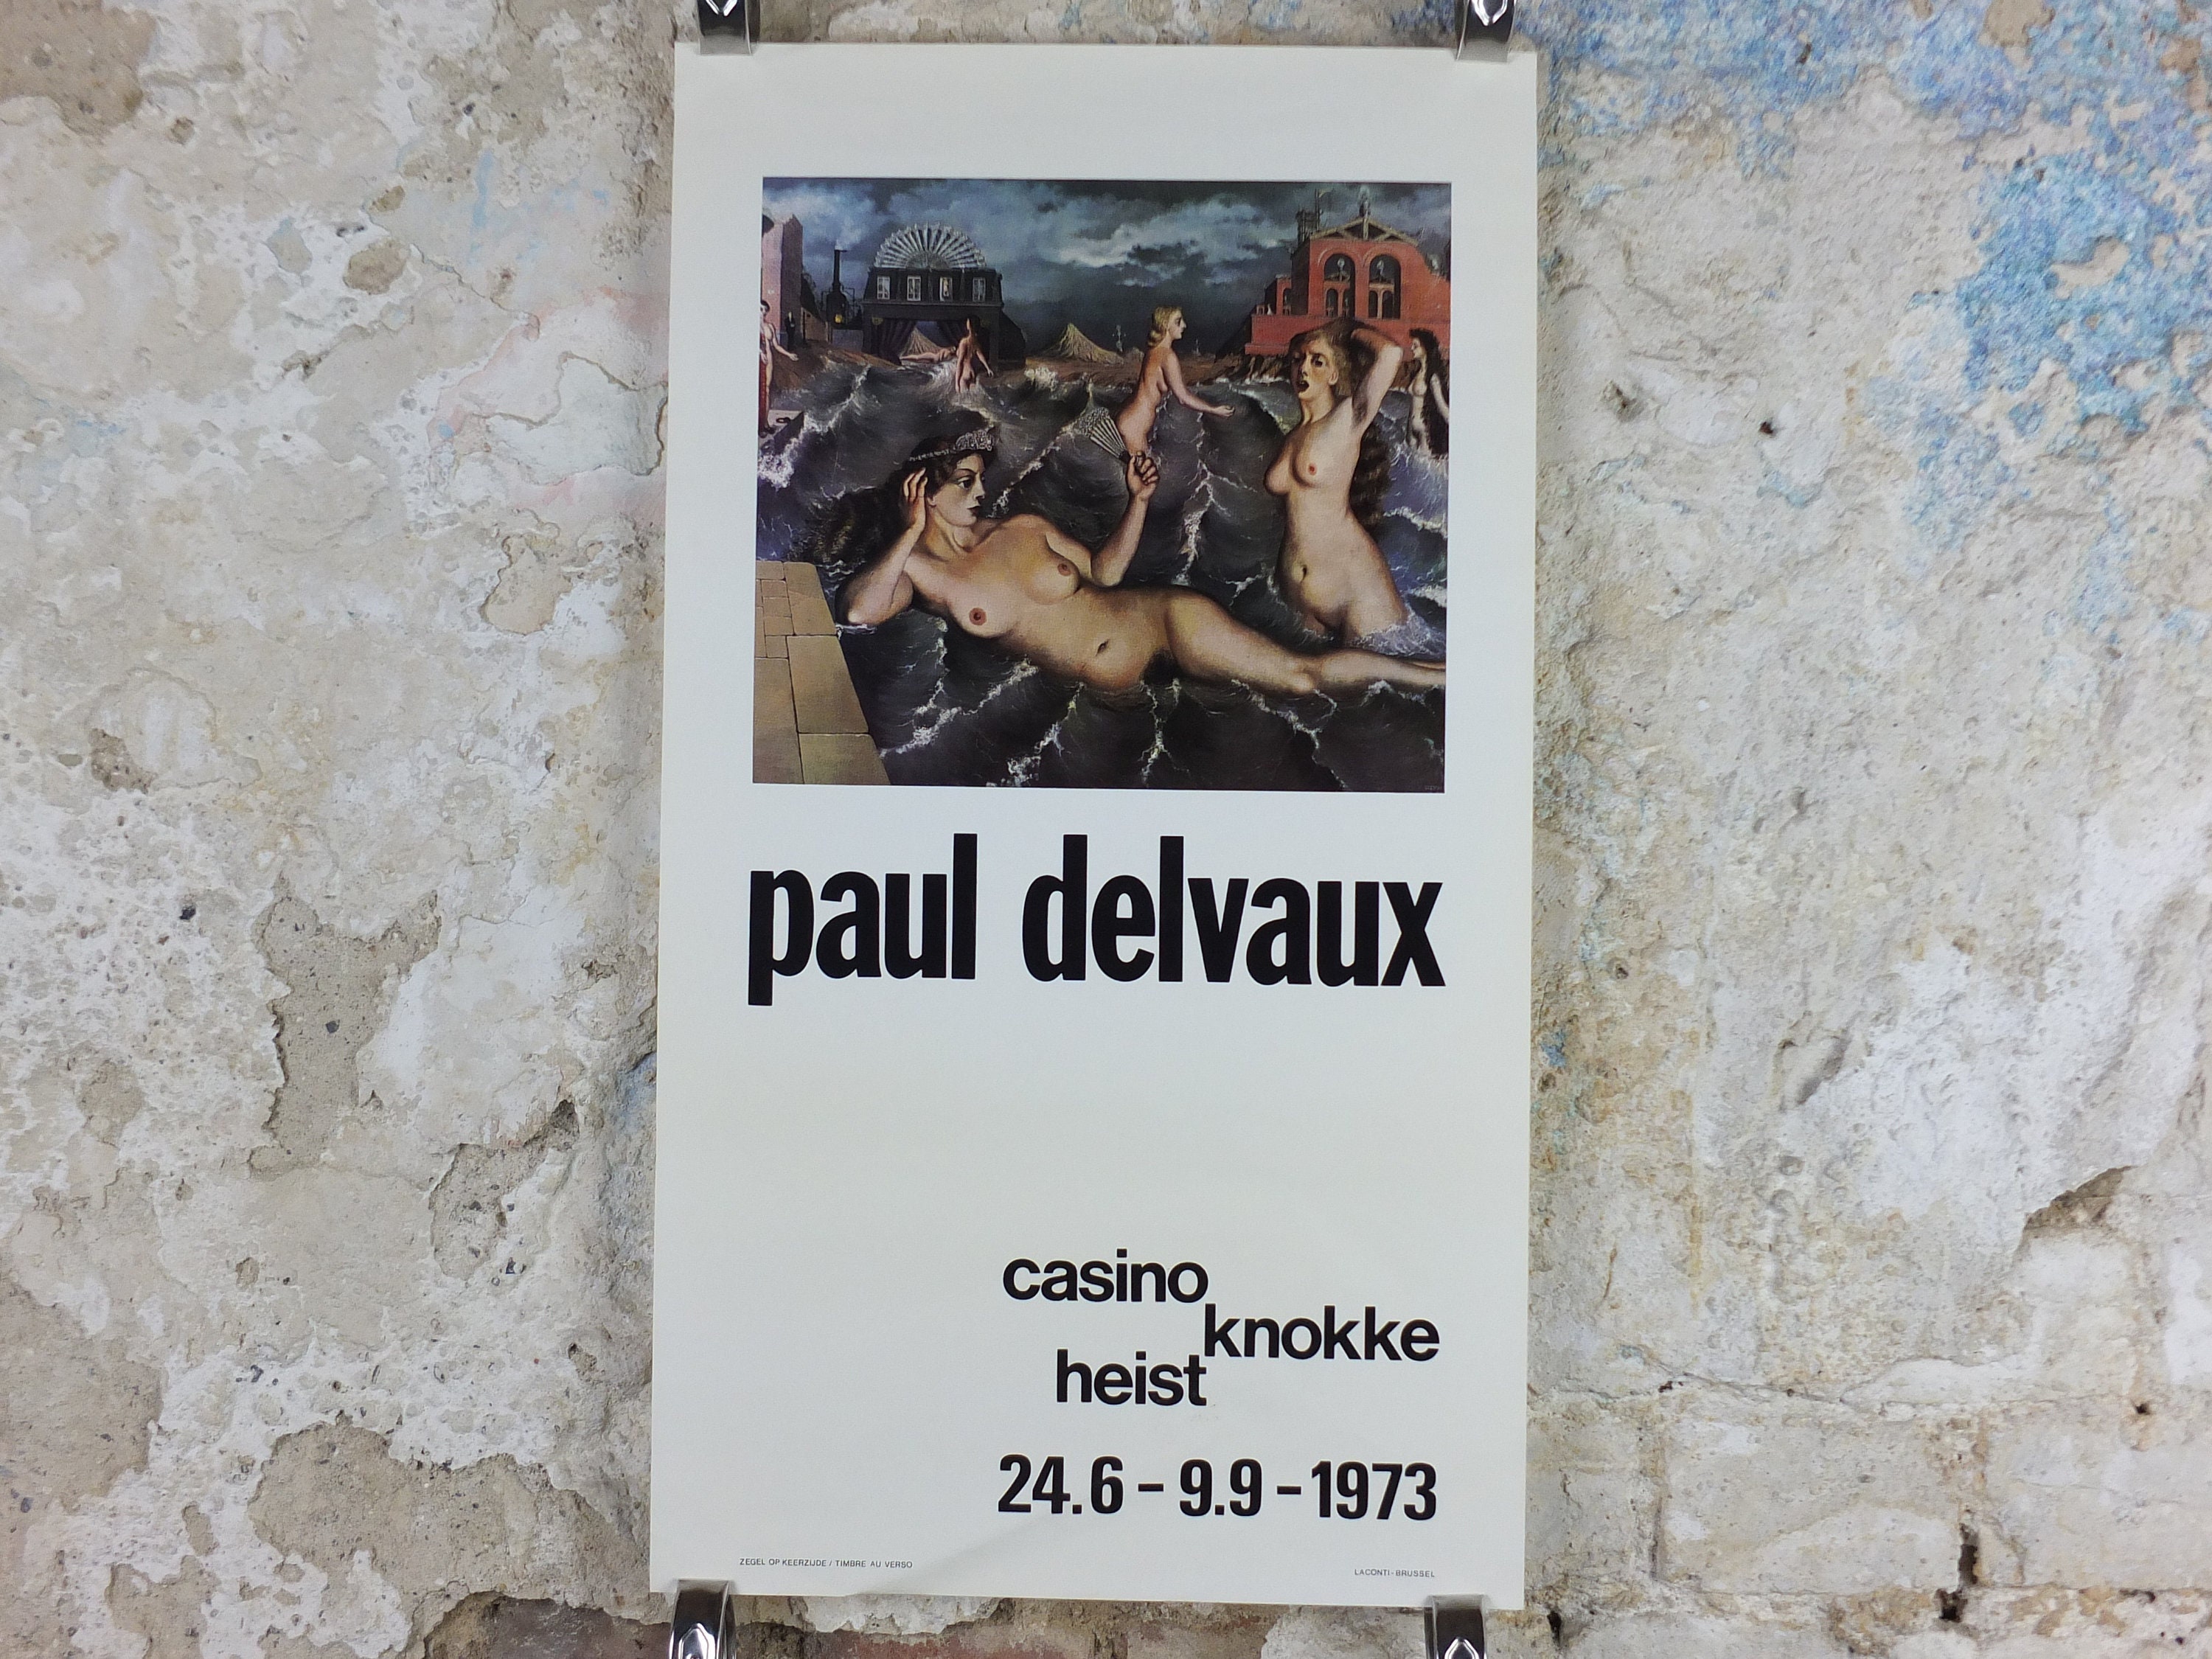 paul delvaux
casino
knokke
heist
24.6 - 9.9 - 1973
ZEGEL OP KEERZIJDE / TIMBRE AU VERSO
LACONTI - BRUSSEL